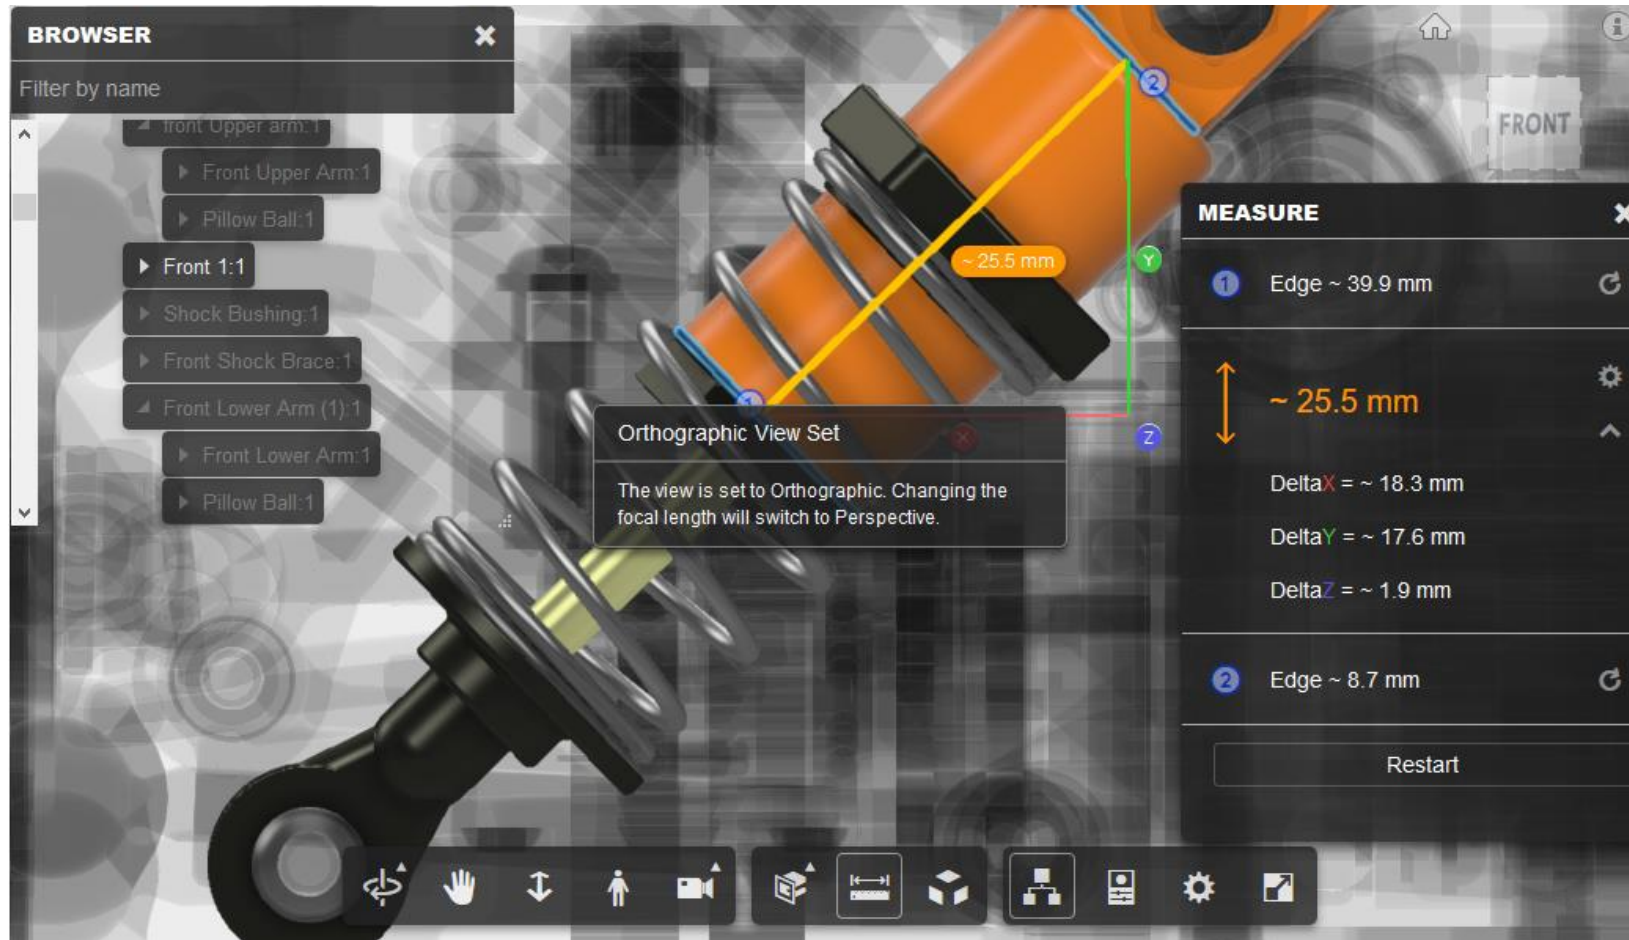 BROWSER
Filter by name
front Upper arm:1
Front Upper Arm:1
Pillow Ball:1
Front 1:1
Shock Bushing:1
Front Shock Brace:1
Front Lower Arm (1):1
Front Lower Arm:1
Pillow Ball:1
2
~ 25.5 mm
Y
1
X
Z
Orthographic View Set
The view is set to Orthographic. Changing the
focal length will switch to Perspective.
FRONT
MEASURE
1 Edge ~ 39.9 mm
~ 25.5 mm
DeltaX = ~ 18.3 mm
DeltaY = ~ 17.6 mm
DeltaZ = ~ 1.9 mm
2 Edge ~ 8.7 mm
Restart